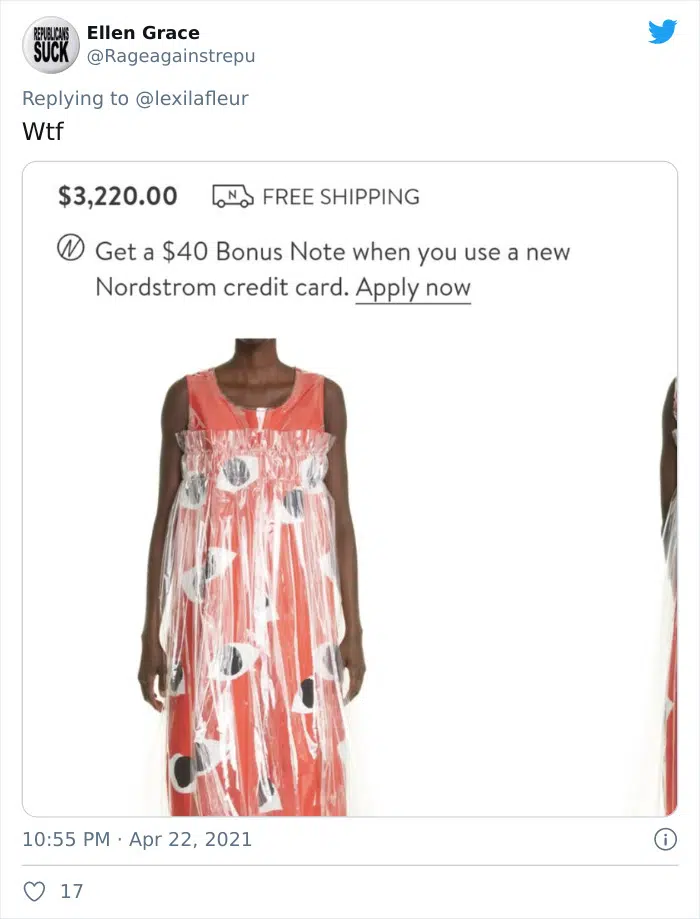 REPUBLICANS
SUCK
Ellen Grace
@Rageagainstrepu
Replying to @lexilafleur
Wtf
$3,220.00 N FREE SHIPPING
N Get a $40 Bonus Note when you use a new
Nordstrom credit card. Apply now
10:55 PM · Apr 22, 2021
17